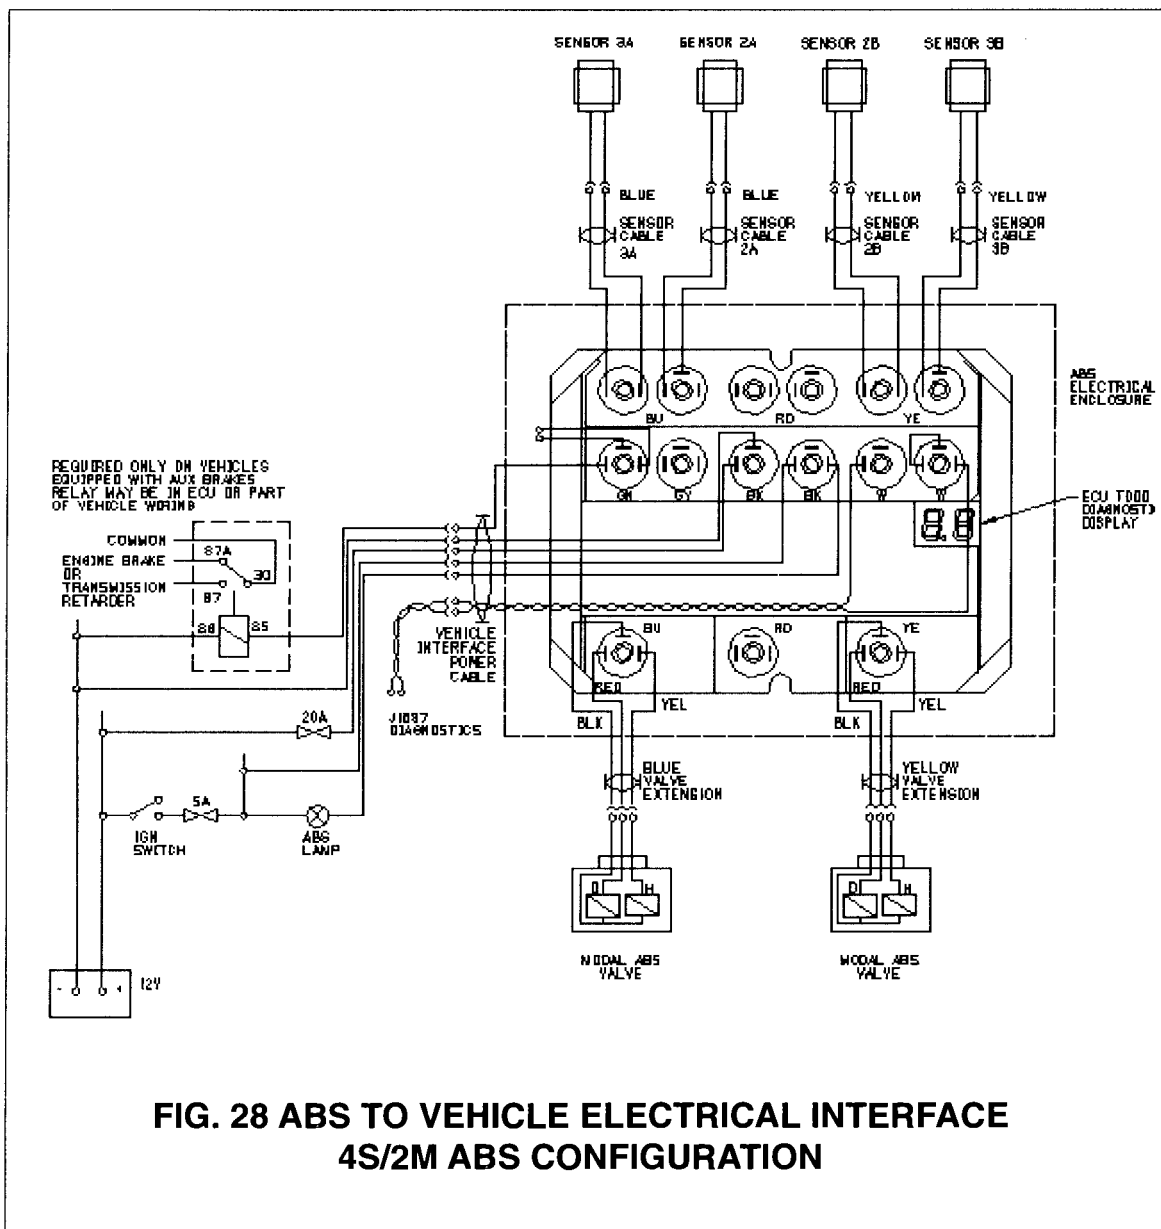 SENSOR 3A
SENSOR 2A
SENSOR 2B
SENSOR 3B
BLUE
BLUE
YELLOW
YELLOW
SENSOR
CABLE
3A
SENSOR
CABLE
2A
SENSOR
CABLE
2B
SENSOR
CABLE
3B
ABS
ELECTRICAL
ENCLOSURE
BU
RD
YE
GN
GY
BK
BK
W
W
REQUIRED ONLY ON VEHICLES
EQUIPPED WITH AUX BRAKES
RELAY MAY BE IN ECU OR PART
OF VEHICLE WIRING
ECU
DIAGNOSTIC
DISPLAY
8.8
COMMON
87A
ENGINE BRAKE
OR
TRANSMISSION
RETARDER
30
87
86
85
VEHICLE
INTERFACE
POWER
CABLE
BU
RD
YE
RED
RED
BLK
YEL
BLK
YEL
J1587
DIAGNOSTICS
20A
5A
IGN
SWITCH
ABS
LAMP
BLUE
VALVE
EXTENSION
YELLOW
VALVE
EXTENSION
D
H
D
H
MODAL ABS
VALVE
MODAL ABS
VALVE
- +
12V
FIG. 28 ABS TO VEHICLE ELECTRICAL INTERFACE
4S/2M ABS CONFIGURATION